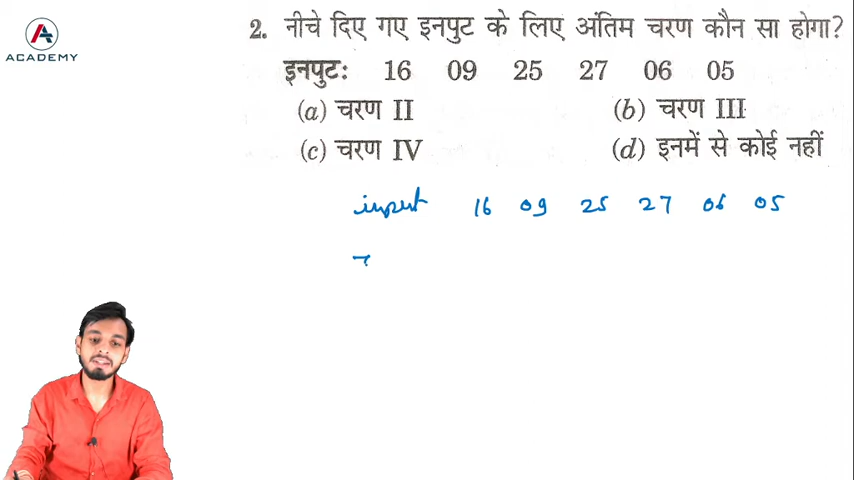 ACADEMY
2. नीचे दिए गए इनपुट के लिए अंतिम चरण कौन सा होगा?
इनपुटः 16 09 25 27 06 05
(a) चरण II (b) चरण III
(c) चरण IV (d) इनमें से कोई नहीं
input 16 09 25 27 06 05